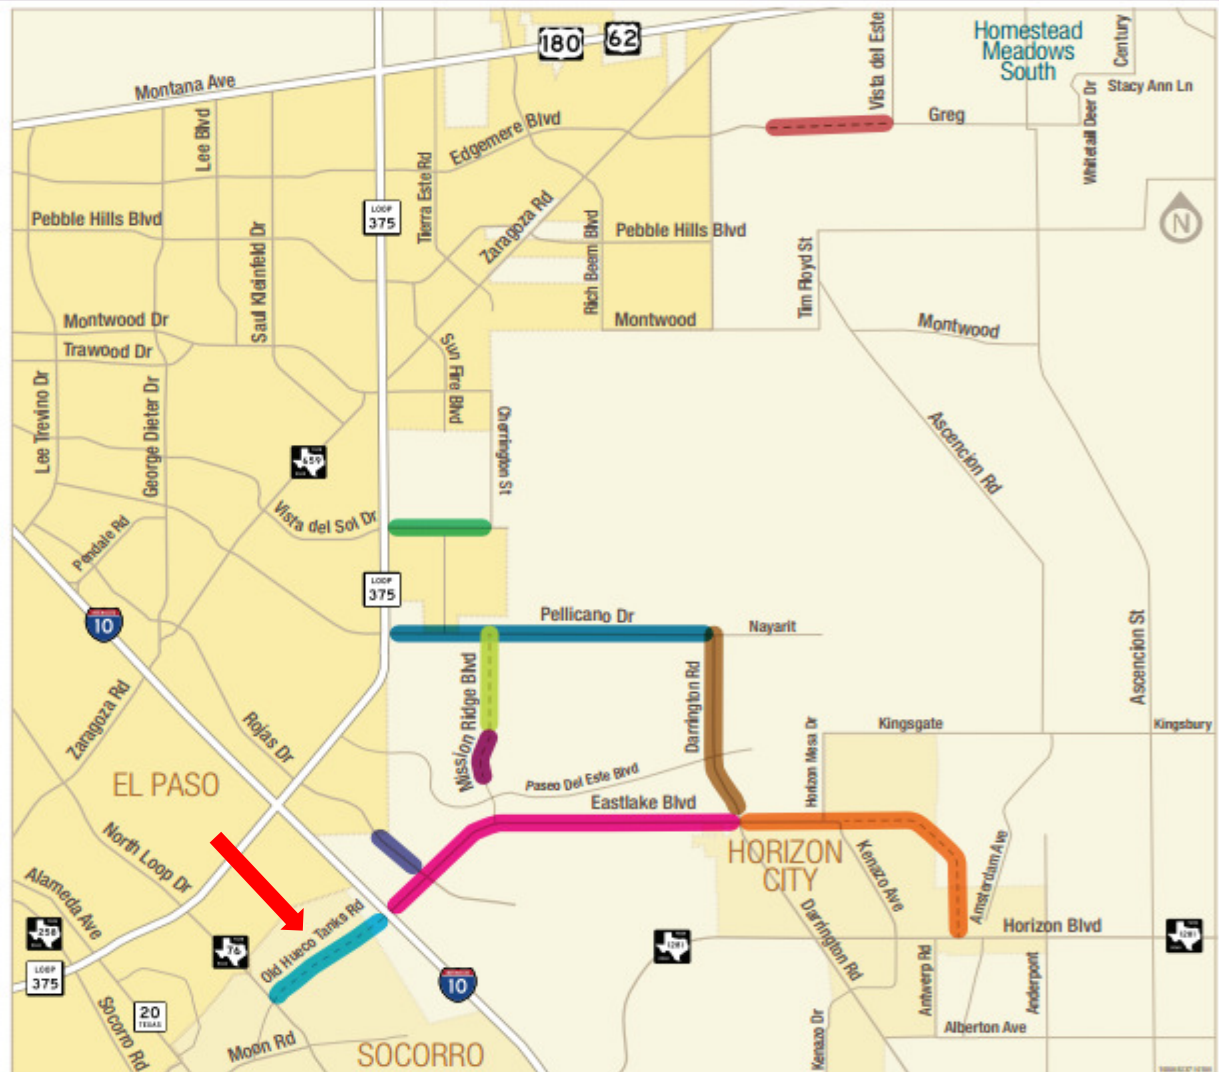 Homestead
Meadows
South
Century
Vista del Este
180
62
Montana Ave
Stacy Ann Ln
Whitetail Deer Dr
Greg
Lee Blvd
Edgemere Blvd
Tierra Este Rd
LOOP
375
Zaragoza Rd
Pebble Hills Blvd
Saul Kleinfeld Dr
Rich Beem Blvd
Pebble Hills Blvd
N
Tim Floyd St
Montwood Dr
Trawood Dr
Montwood
Montwood
Sun Fire Blvd
Lee Trevino Dr
George Dieter Dr
Charrington St
Ascencion Rd
659
Vista del Sol Dr
Pendale Rd
LOOP
375
10
Pellicano Dr
Nayarit
Ascencion St
Mission Ridge Blvd
Darrington Rd
Zaragoza Rd
Rojas Dr
Horizon Mesa Dr
Kingsgate
Kingsbury
EL PASO
Paseo Del Este Blvd
Eastlake Blvd
HORIZON
CITY
North Loop Dr
Kenazo Ave
Amsterdam Ave
Alameda Ave
Old Hueco Tanks Rd
Darrington Rd
Horizon Blvd
258
76
1281
1281
LOOP
375
10
Antwerp Rd
Anderpont
20
TEXAS
Socorro Rd
Moon Rd
SOCORRO
Kenazo Dr
Alberton Ave